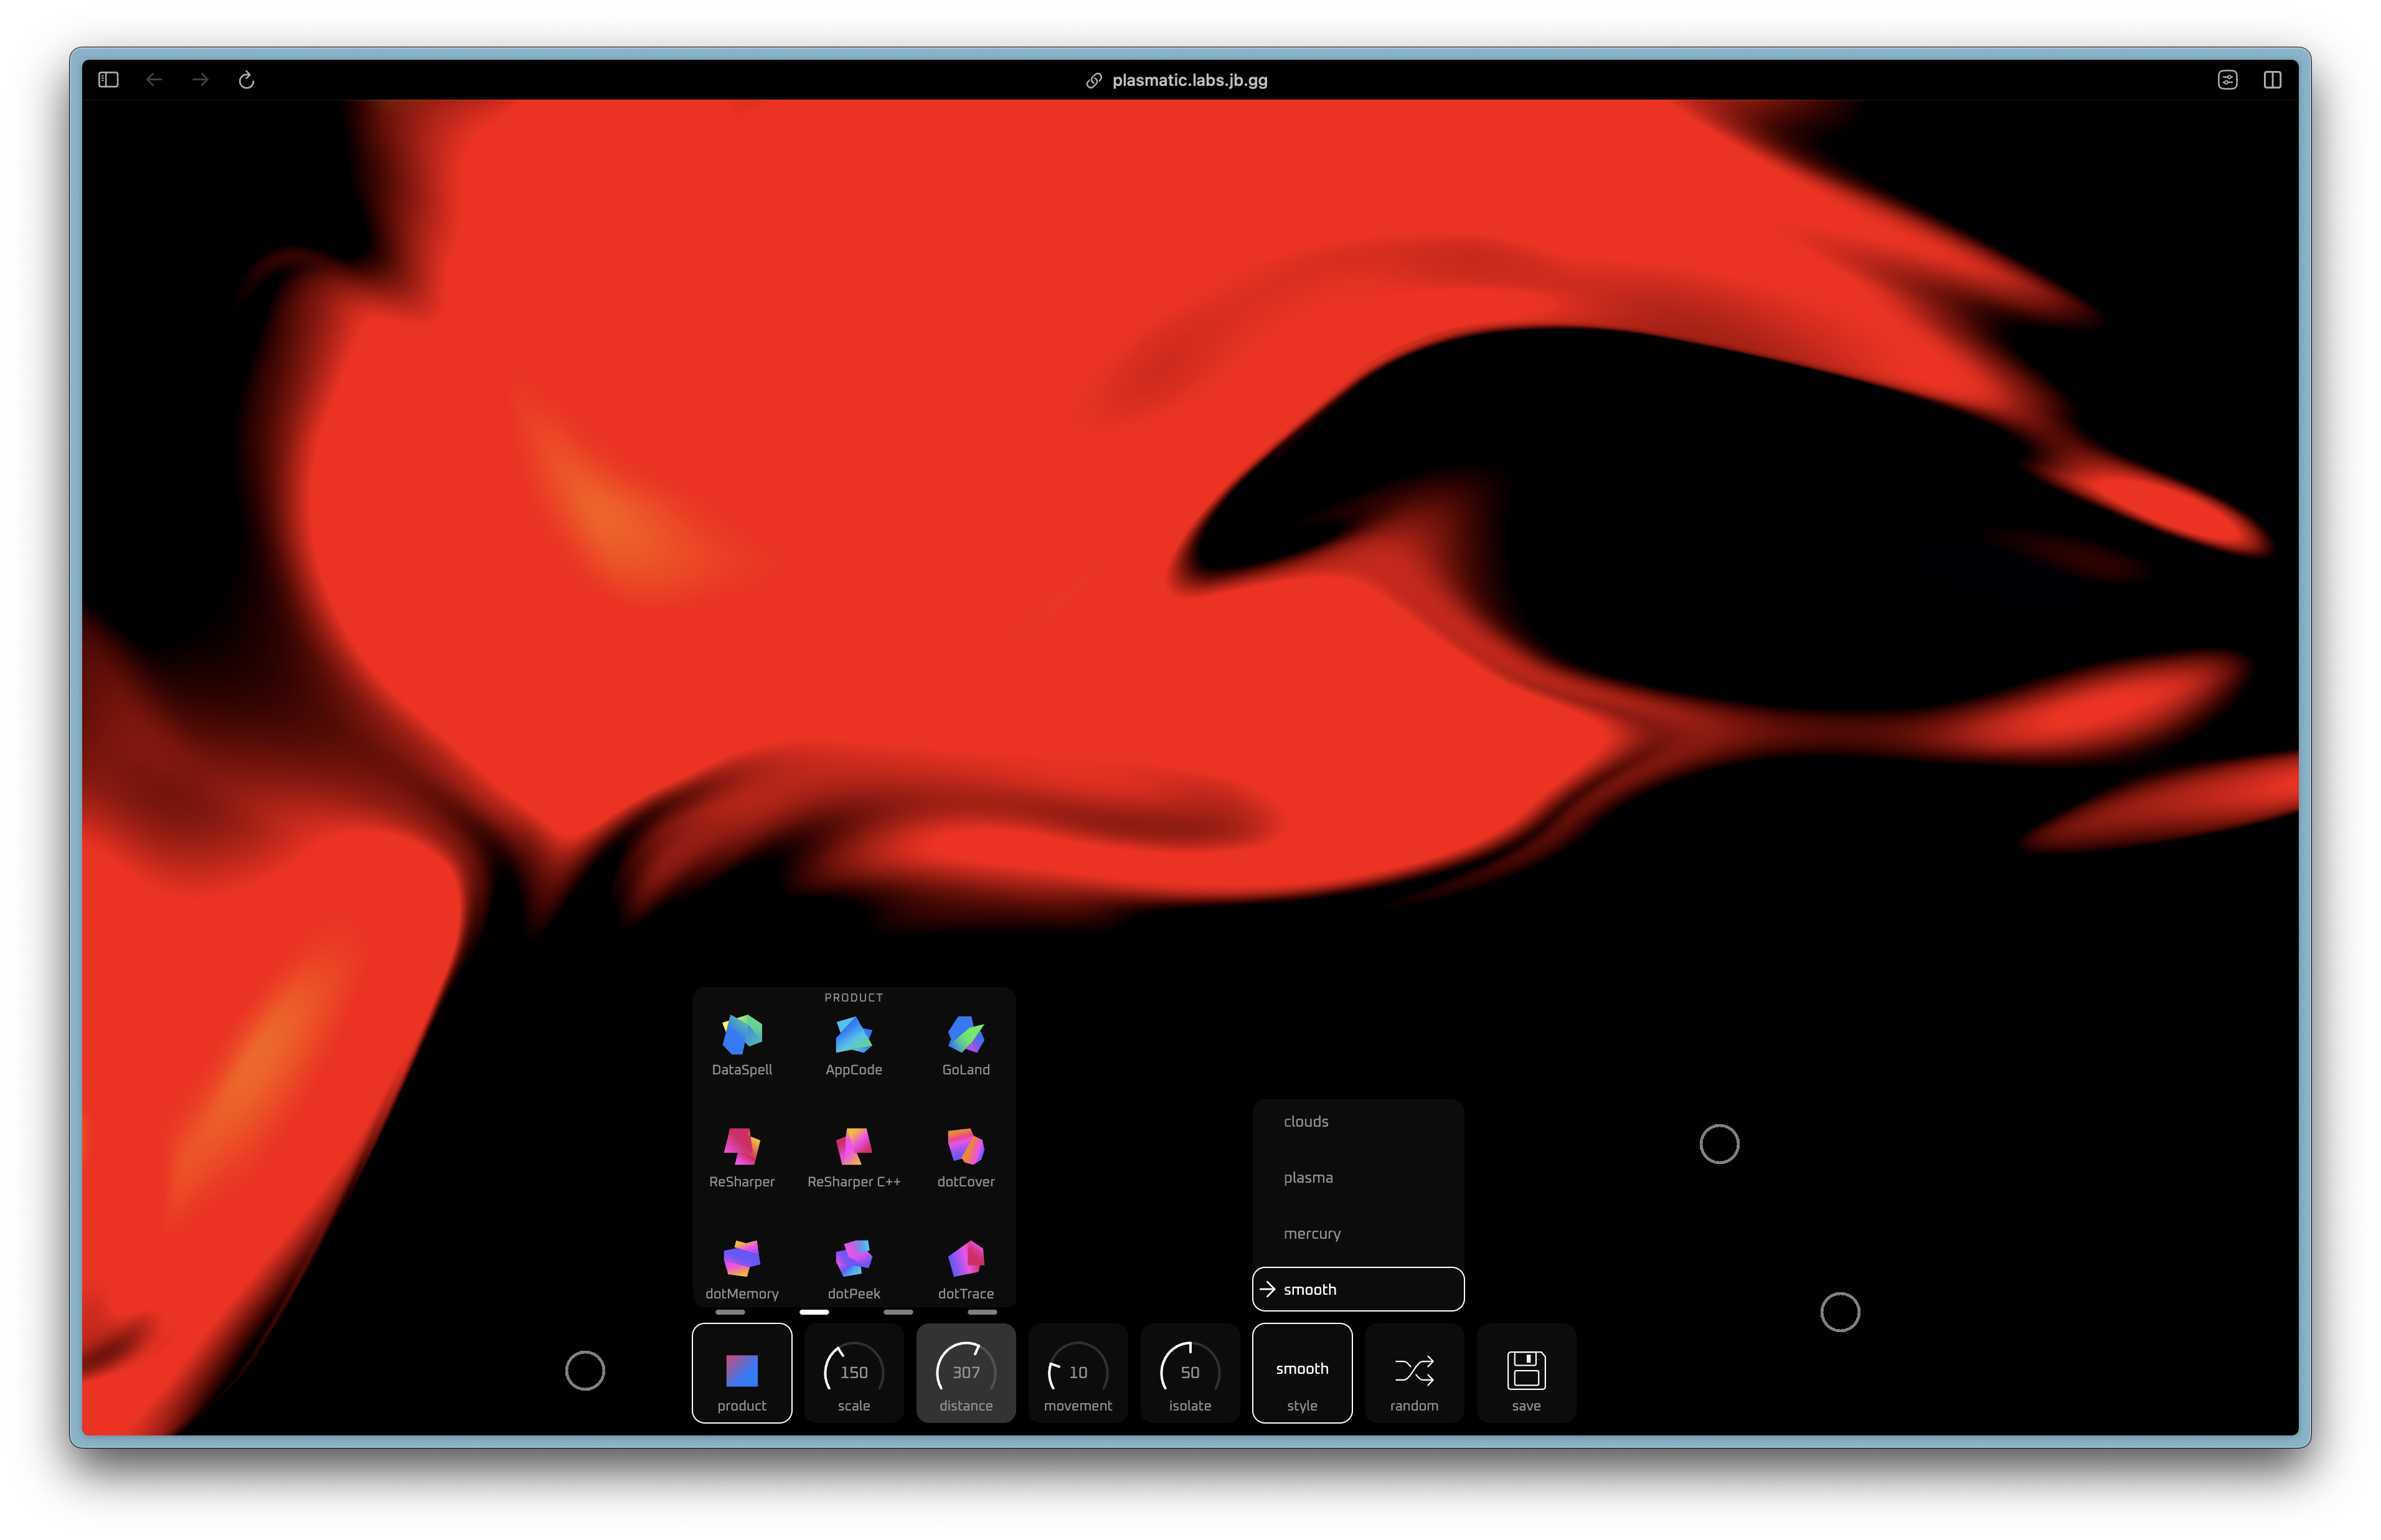 plasmatic.labs.jb.gg
PRODUCT
DataSpell AppCode GoLand
ReSharper ReSharper C++ dotCover
dotMemory dotPeek dotTrace
clouds
plasma
mercury
smooth
150 307 10 50 smooth
product scale distance movement isolate style random save